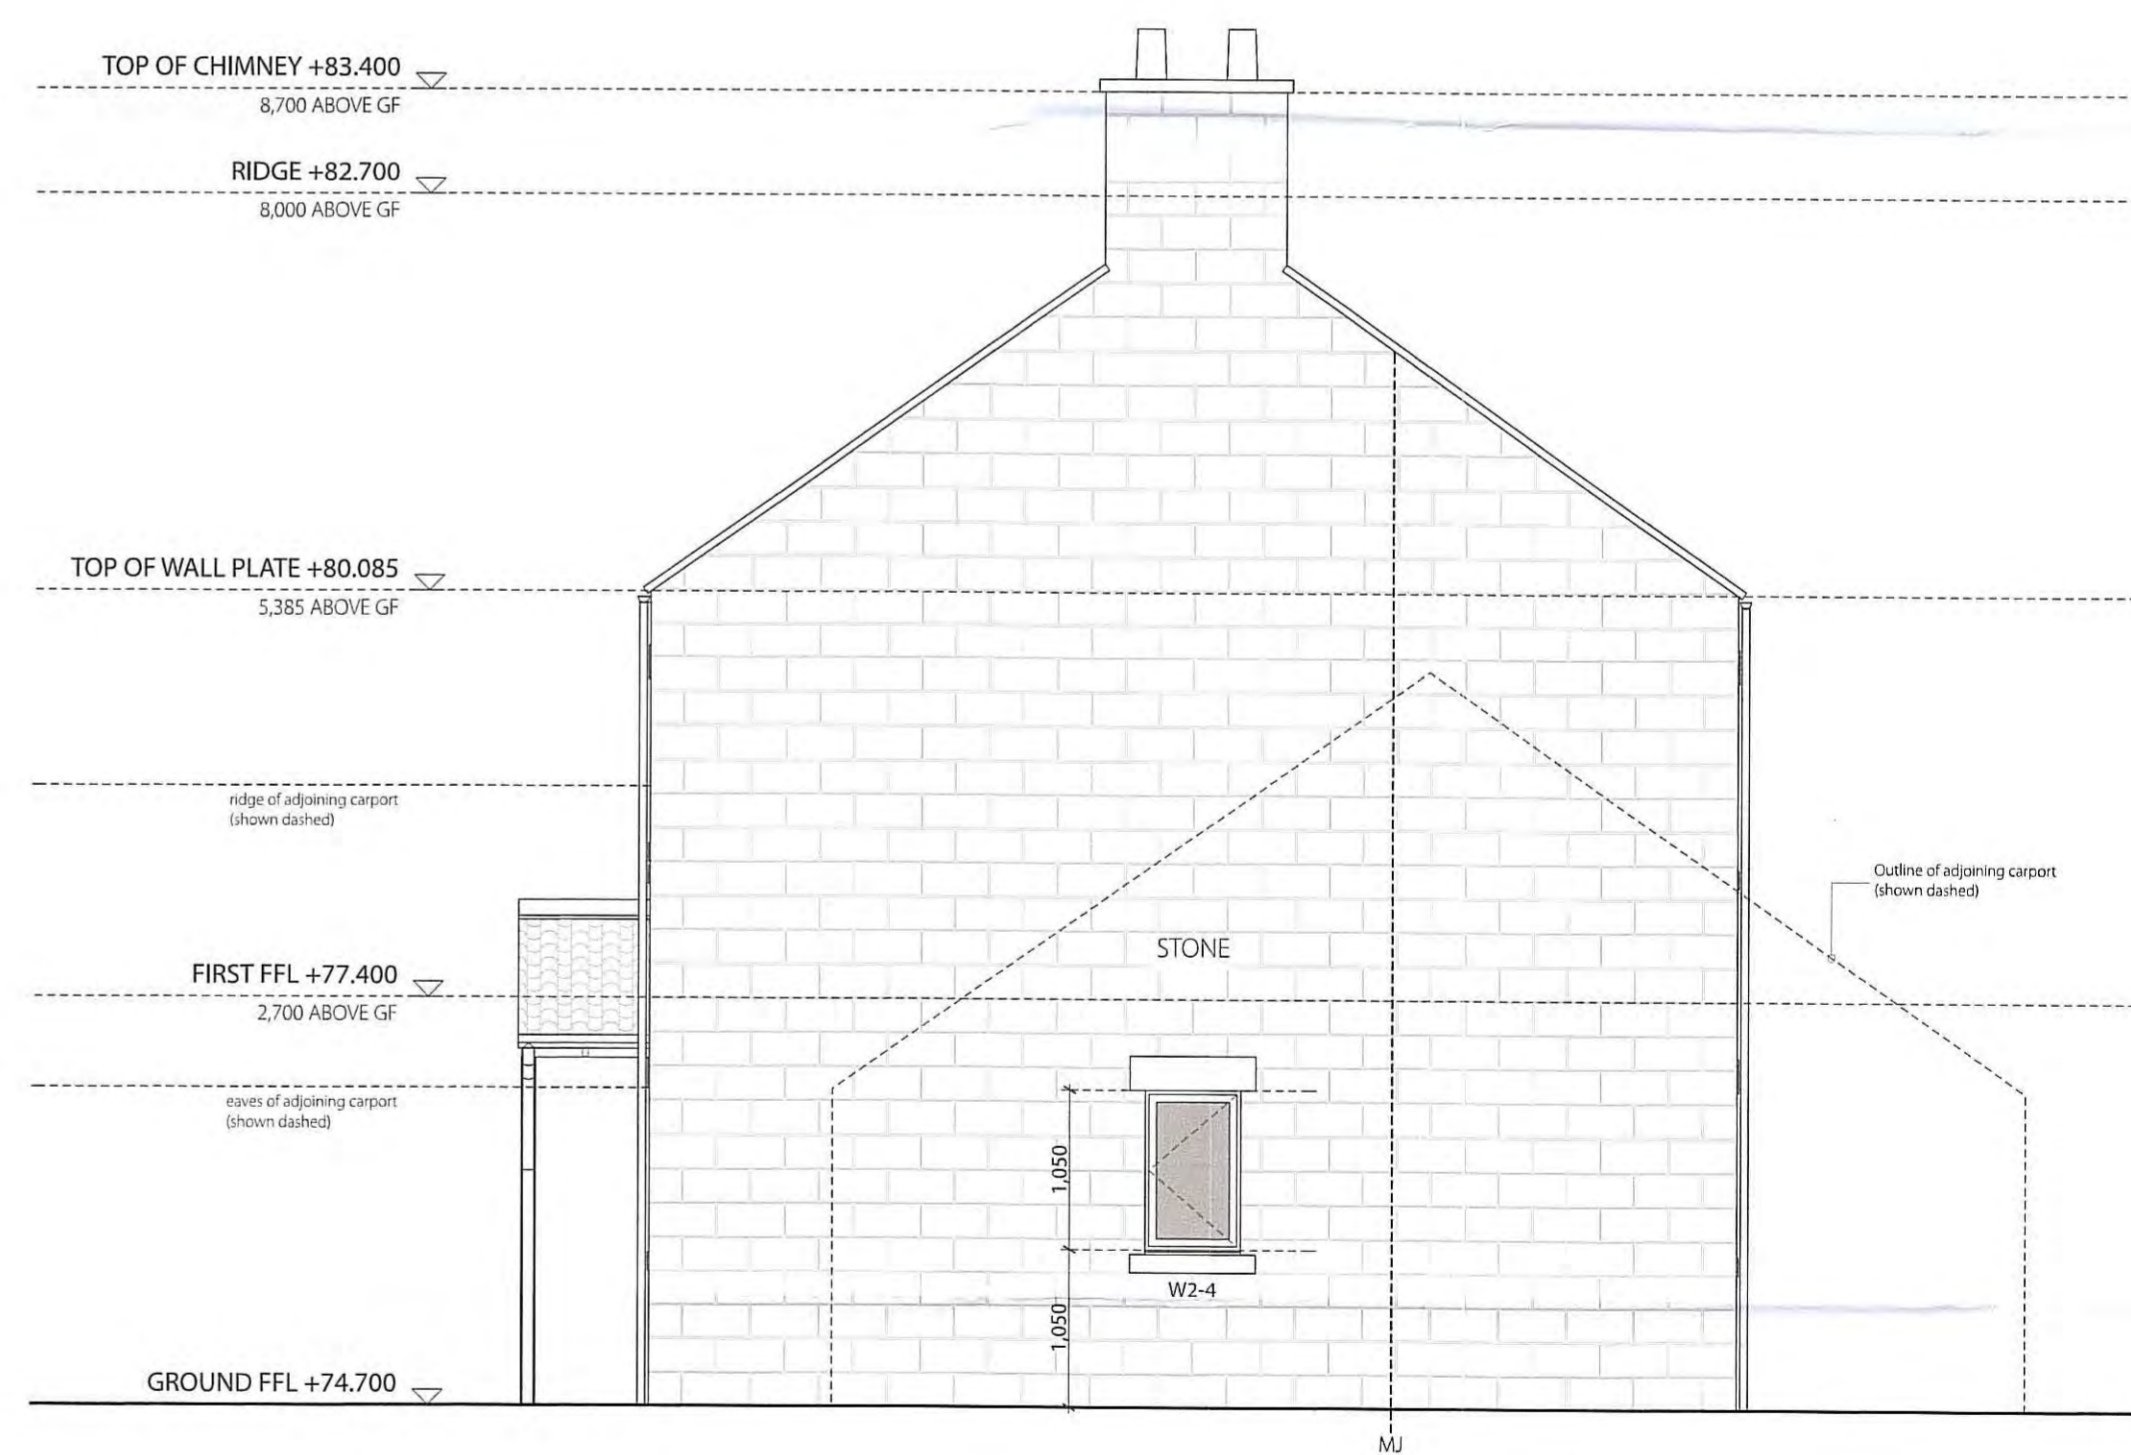 TOP OF CHIMNEY +83.400
8,700 ABOVE GF
RIDGE +82.700
8,000 ABOVE GF
TOP OF WALL PLATE +80.085
5,385 ABOVE GF
ridge of adjoining carport
(shown dashed)
Outline of adjoining carport
(shown dashed)
STONE
FIRST FFL +77.400
2,700 ABOVE GF
eaves of adjoining carport
(shown dashed)
1,050
W2-4
1,050
GROUND FFL +74.700
MJ